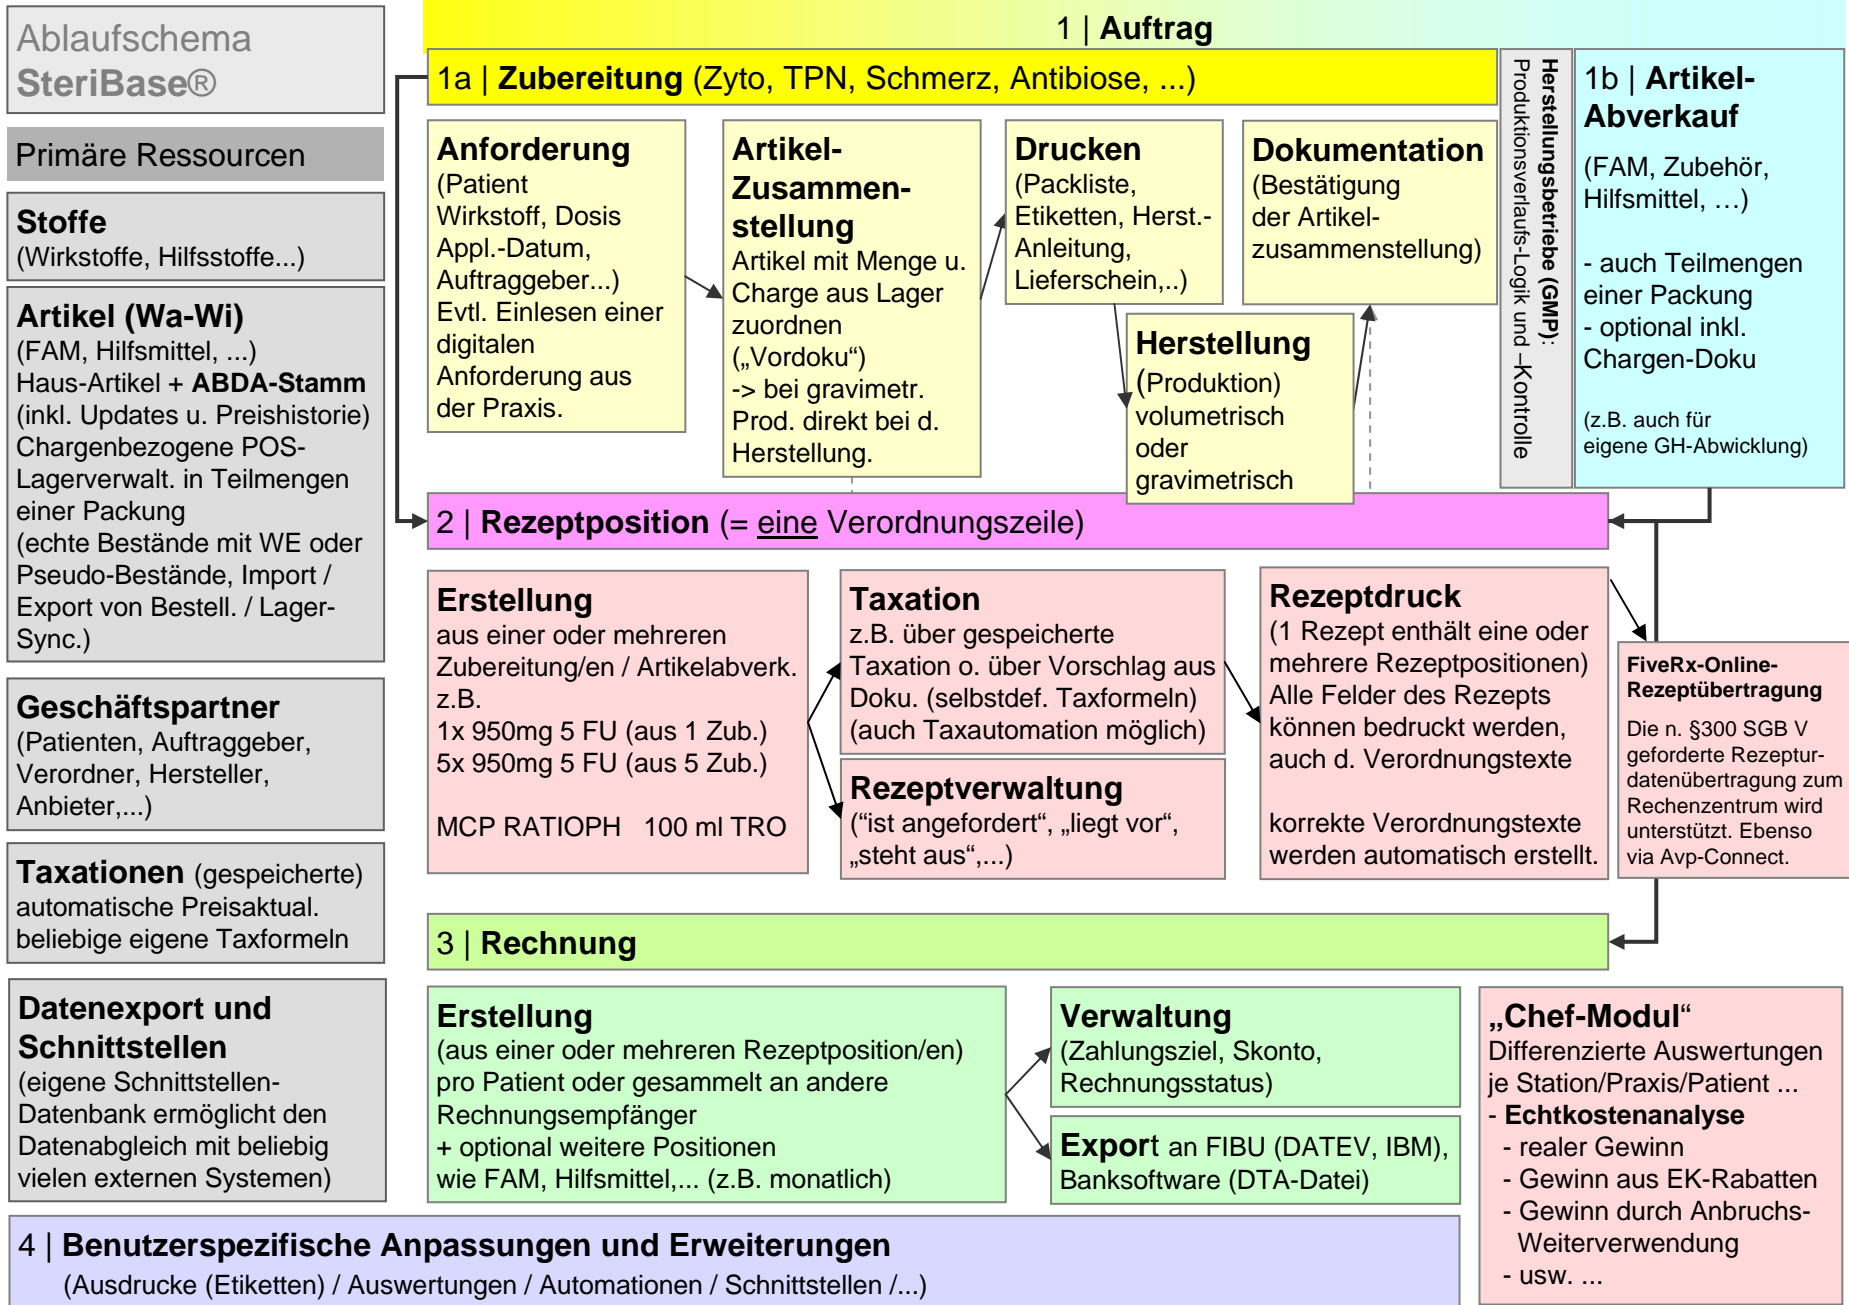 Ablaufschema
SteriBase®
Primäre Ressourcen
Stoffe
(Wirkstoffe, Hilfsstoffe...)
Artikel (Wa-Wi)
(FAM, Hilfsmittel, ...)
Haus-Artikel + ABDA-Stamm
(inkl. Updates u. Preishistorie)
Chargenbezogene POS-
Lagerverwalt. in Teilmengen
einer Packung
(echte Bestände mit WE oder
Pseudo-Bestände, Import /
Export von Bestell. / Lager-
Sync.)
Geschäftspartner
(Patienten, Auftraggeber,
Verordner, Hersteller,
Anbieter,...)
Taxationen (gespeicherte)
automatische Preisaktual.
beliebige eigene Taxformeln
Datenexport und
Schnittstellen
(eigene Schnittstellen-
Datenbank ermöglicht den
Datenabgleich mit beliebig
vielen externen Systemen)
1 | Auftrag
1a | Zubereitung (Zyto, TPN, Schmerz, Antibiose, ...)
Anforderung
(Patient
Wirkstoff, Dosis
Appl.-Datum,
Auftraggeber...)
Evtl. Einlesen einer
digitalen
Anforderung aus
der Praxis.
Artikel-
Zusammen-
stellung
Artikel mit Menge u.
Charge aus Lager
zuordnen
(„Vordoku“)
-> bei gravimetr.
Prod. direkt bei d.
Herstellung.
Drucken
(Packliste,
Etiketten, Herst.-
Anleitung,
Lieferschein,..)
Herstellung
(Produktion)
volumetrisch
oder
gravimetrisch
Dokumentation
(Bestätigung
der Artikel-
zusammenstellung)
Herstellungsbetriebe (GMP):
Produktionsverlaufs-Logik und –Kontrolle
1b | Artikel-
Abverkauf
(FAM, Zubehör,
Hilfsmittel, …)
- auch Teilmengen
einer Packung
- optional inkl.
Chargen-Doku
(z.B. auch für
eigene GH-Abwicklung)
2 | Rezeptposition (= eine Verordnungszeile)
Erstellung
aus einer oder mehreren
Zubereitung/en / Artikelabverk.
z.B.
1x 950mg 5 FU (aus 1 Zub.)
5x 950mg 5 FU (aus 5 Zub.)
MCP RATIOPH 100 ml TRO
Taxation
z.B. über gespeicherte
Taxation o. über Vorschlag aus
Doku. (selbstdef. Taxformeln)
(auch Taxautomation möglich)
Rezeptverwaltung
(“ist angefordert“, „liegt vor“,
„steht aus“,...)
Rezeptdruck
(1 Rezept enthält eine oder
mehrere Rezeptpositionen)
Alle Felder des Rezepts
können bedruckt werden,
auch d. Verordnungstexte
korrekte Verordnungstexte
werden automatisch erstellt.
FiveRx-Online-
Rezeptübertragung
Die n. §300 SGB V
geforderte Rezeptur-
datenübertragung zum
Rechenzentrum wird
unterstützt. Ebenso
via Avp-Connect.
3 | Rechnung
Erstellung
(aus einer oder mehreren Rezeptposition/en)
pro Patient oder gesammelt an andere
Rechnungsempfänger
+ optional weitere Positionen
wie FAM, Hilfsmittel,... (z.B. monatlich)
Verwaltung
(Zahlungsziel, Skonto,
Rechnungsstatus)
Export an FIBU (DATEV, IBM),
Banksoftware (DTA-Datei)
„Chef-Modul“
Differenzierte Auswertungen
je Station/Praxis/Patient ...
- Echtkostenanalyse
- realer Gewinn
- Gewinn aus EK-Rabatten
- Gewinn durch Anbruchs-
Weiterverwendung
- usw. ...
4 | Benutzerspezifische Anpassungen und Erweiterungen
(Ausdrucke (Etiketten) / Auswertungen / Automationen / Schnittstellen /...)